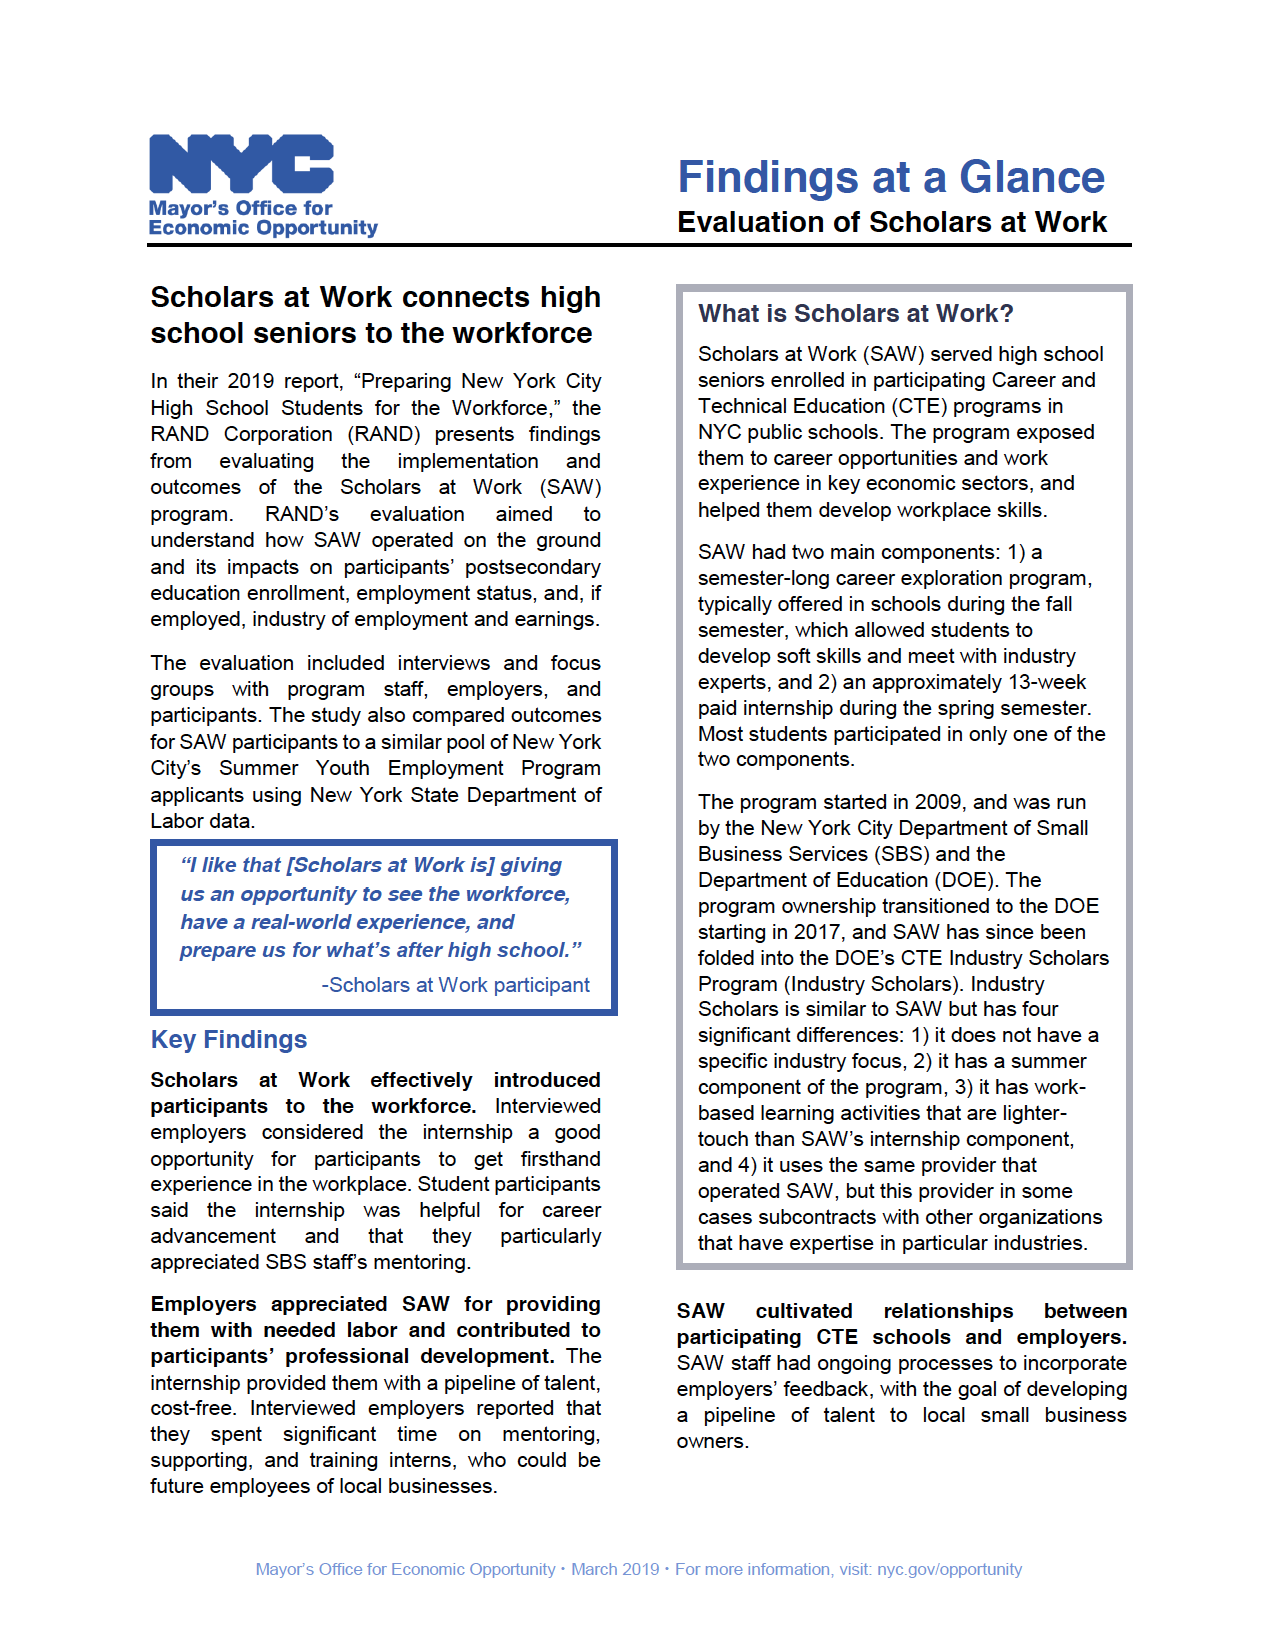 NYC
Mayor's Office for
Economic Opportunity
Findings at a Glance
Evaluation of Scholars at Work
Scholars at Work connects high
school seniors to the workforce
In their 2019 report, “Preparing New York City
High School Students for the Workforce,” the
RAND Corporation (RAND) presents findings
from evaluating the implementation and
outcomes of the Scholars at Work (SAW)
program. RAND’s evaluation aimed to
understand how SAW operated on the ground
and its impacts on participants’ postsecondary
education enrollment, employment status, and, if
employed, industry of employment and earnings.
The evaluation included interviews and focus
groups with program staff, employers, and
participants. The study also compared outcomes
for SAW participants to a similar pool of New York
City’s Summer Youth Employment Program
applicants using New York State Department of
Labor data.
“I like that [Scholars at Work is] giving
us an opportunity to see the workforce,
have a real-world experience, and
prepare us for what’s after high school.”
-Scholars at Work participant
Key Findings
Scholars at Work effectively introduced
participants to the workforce. Interviewed
employers considered the internship a good
opportunity for participants to get firsthand
experience in the workplace. Student participants
said the internship was helpful for career
advancement and that they particularly
appreciated SBS staff’s mentoring.
Employers appreciated SAW for providing
them with needed labor and contributed to
participants’ professional development. The
internship provided them with a pipeline of talent,
cost-free. Interviewed employers reported that
they spent significant time on mentoring,
supporting, and training interns, who could be
future employees of local businesses.
What is Scholars at Work?
Scholars at Work (SAW) served high school
seniors enrolled in participating Career and
Technical Education (CTE) programs in
NYC public schools. The program exposed
them to career opportunities and work
experience in key economic sectors, and
helped them develop workplace skills.
SAW had two main components: 1) a
semester-long career exploration program,
typically offered in schools during the fall
semester, which allowed students to
develop soft skills and meet with industry
experts, and 2) an approximately 13-week
paid internship during the spring semester.
Most students participated in only one of the
two components.
The program started in 2009, and was run
by the New York City Department of Small
Business Services (SBS) and the
Department of Education (DOE). The
program ownership transitioned to the DOE
starting in 2017, and SAW has since been
folded into the DOE’s CTE Industry Scholars
Program (Industry Scholars). Industry
Scholars is similar to SAW but has four
significant differences: 1) it does not have a
specific industry focus, 2) it has a summer
component of the program, 3) it has work-
based learning activities that are lighter-
touch than SAW’s internship component,
and 4) it uses the same provider that
operated SAW, but this provider in some
cases subcontracts with other organizations
that have expertise in particular industries.
SAW cultivated relationships between
participating CTE schools and employers.
SAW staff had ongoing processes to incorporate
employers’ feedback, with the goal of developing
a pipeline of talent to local small business
owners.
Mayor’s Office for Economic Opportunity · March 2019 · For more information, visit: nyc.gov/opportunity